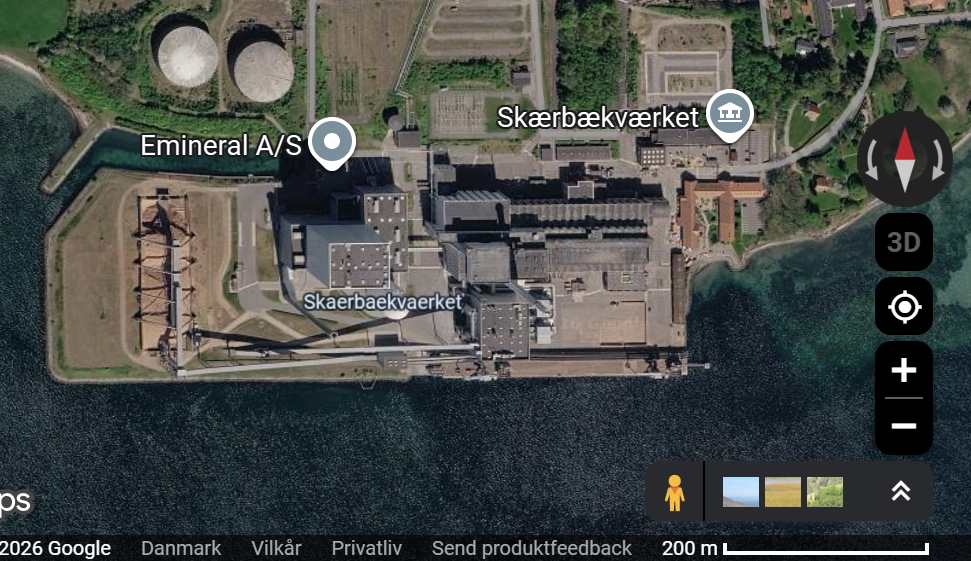 Skærbækværket
Emineral A/S
3D
Skaerbaekvaerket
ps
2026 Google
Danmark
Vilkår
Privatliv
Send produktfeedback
200 m